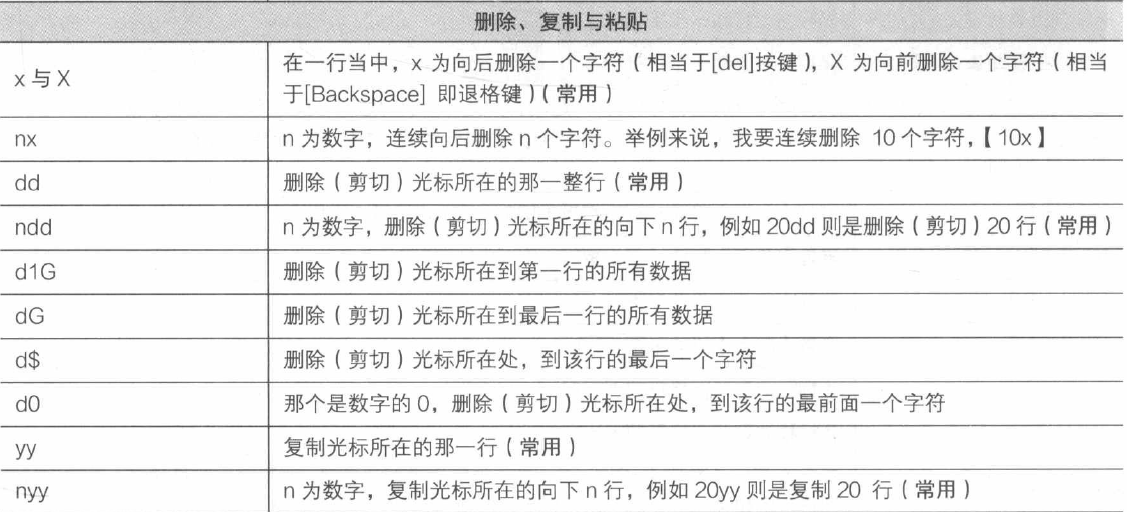 删除、复制与粘贴
x 与 X
在一行当中，x 为向后删除一个字符（相当于[del]按键），X 为向前删除一个字符（相当
于[Backspace] 即退格键）（常用）
nx
n 为数字，连续向后删除 n 个字符。举例来说，我要连续删除 10 个字符，【10x】
dd
删除（剪切）光标所在的那一整行（常用）
ndd
n 为数字，删除（剪切）光标所在的向下 n 行，例如 20dd 则是删除（剪切）20 行（常用）
d1G
删除（剪切）光标所在到第一行的所有数据
dG
删除（剪切）光标所在到最后一行的所有数据
d$
删除（剪切）光标所在处，到该行的最后一个字符
d0
那个是数字的 0，删除（剪切）光标所在处，到该行的最前面一个字符
yy
复制光标所在的那一行（常用）
nyy
n 为数字，复制光标所在的向下 n 行，例如 20yy 则是复制 20 行（常用）